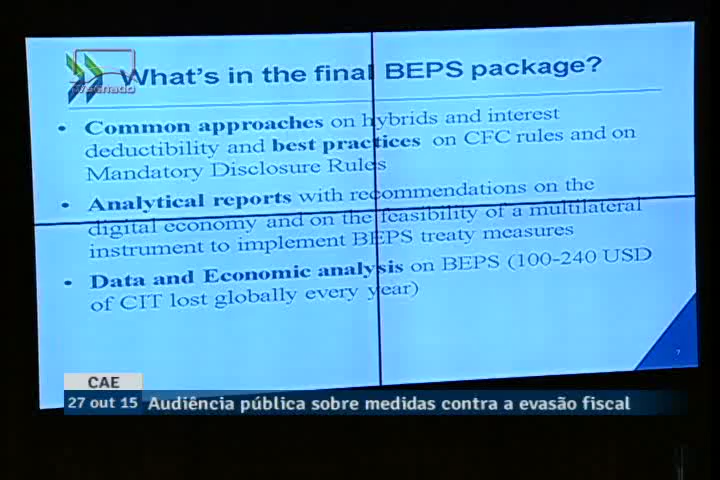 TVSenado
What's in the final BEPS package?
• Common approaches on hybrids and interest
deductibility and best practices on CFC rules and on
Mandatory Disclosure Rules
• Analytical reports with recommendations on the
digital economy and on the feasibility of a multilateral
instrument to implement BEPS treaty measures
• Data and Economic analysis on BEPS (100-240 USD
of CIT lost globally every year)
7
CAE
27 out 15 Audiência pública sobre medidas contra a evasão fiscal